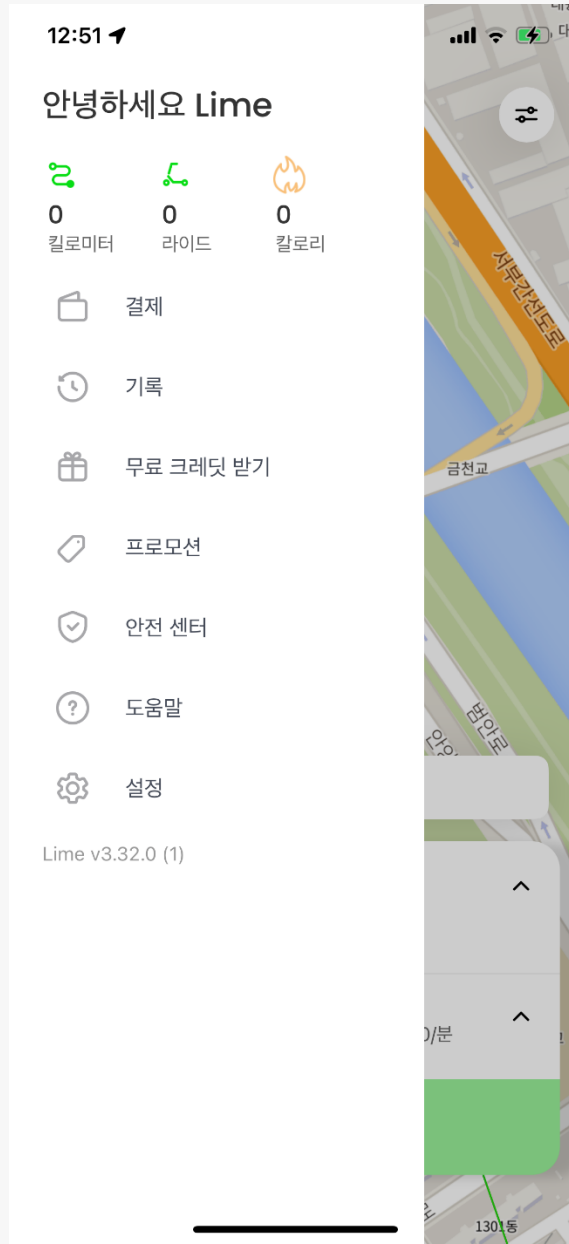 12:51
안녕하세요 Lime
0
0
0
킬로미터
라이드
칼로리
결제
기록
무료 크레딧 받기
프로모션
안전 센터
도움말
설정
Lime v3.32.0 (1)
서부간선도로
금천교
범안로
안양
0/분
1301동